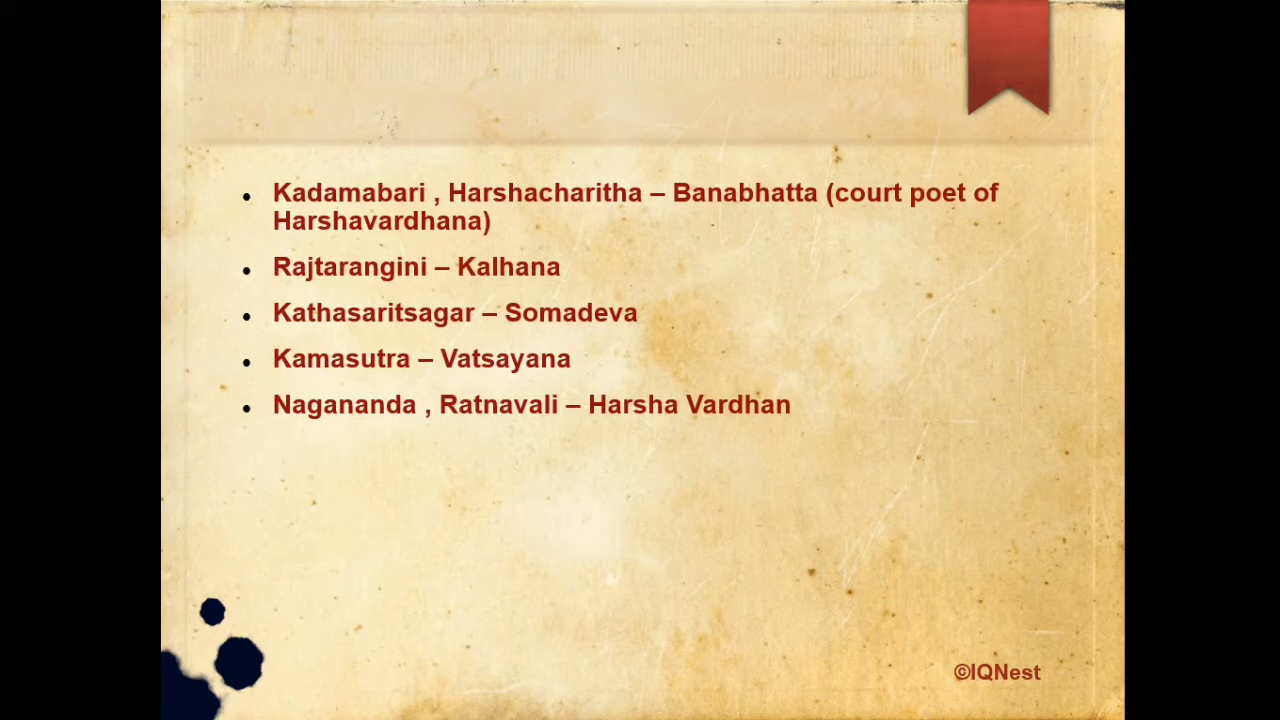 Kadamabari , Harshacharitha – Banabhatta (court poet of
Harshavardhana)
Rajtarangini – Kalhana
Kathasaritsagar – Somadeva
Kamasutra – Vatsayana
Nagananda , Ratnavali – Harsha Vardhan
©IQNest